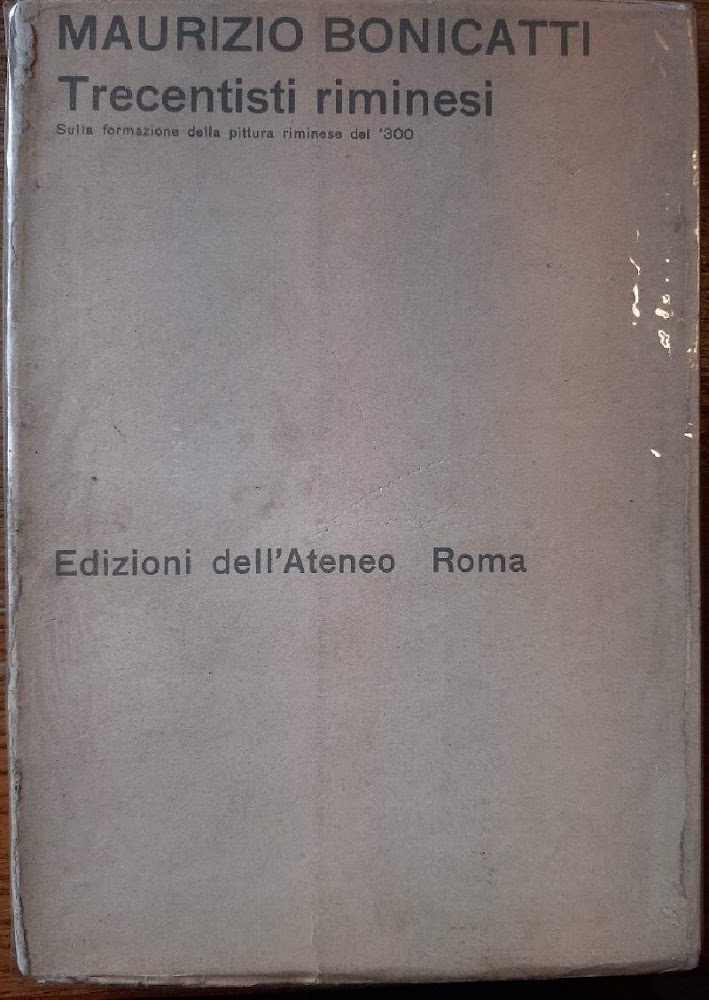 MAURIZIO BONICATTI
Trecentisti riminesi
Sulla formazione della pittura riminese del '300
Edizioni dell'Ateneo Roma